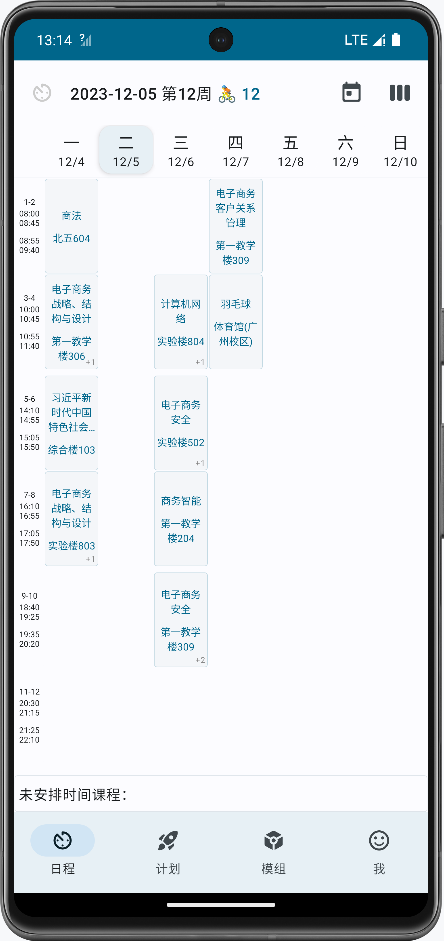 13:14
LTE
2023-12-05 第12周 🚴 12
一 二 三 四 五 六 日
12/4 12/5 12/6 12/7 12/8 12/9 12/10
1-2
08:00
08:45
08:55
09:40
商法
北五604
电子商务
客户关系
管理
第一教学
楼309
3-4
10:00
10:45
10:55
11:40
电子商务
战略、结
构与设计
第一教学
楼306
+1
计算机网
络
实验楼804
+1
羽毛球
体育馆(广
州校区)
5-6
14:10
14:55
15:05
15:50
习近平新
时代中国
特色社会...
综合楼103
电子商务
安全
实验楼502
+1
7-8
16:10
16:55
17:05
17:50
电子商务
战略、结
构与设计
实验楼803
+1
商务智能
第一教学
楼204
9-10
18:40
19:25
19:35
20:20
电子商务
安全
第一教学
楼309
+2
11-12
20:30
21:15
21:25
22:10
未安排时间课程：
日程 计划 模组 我